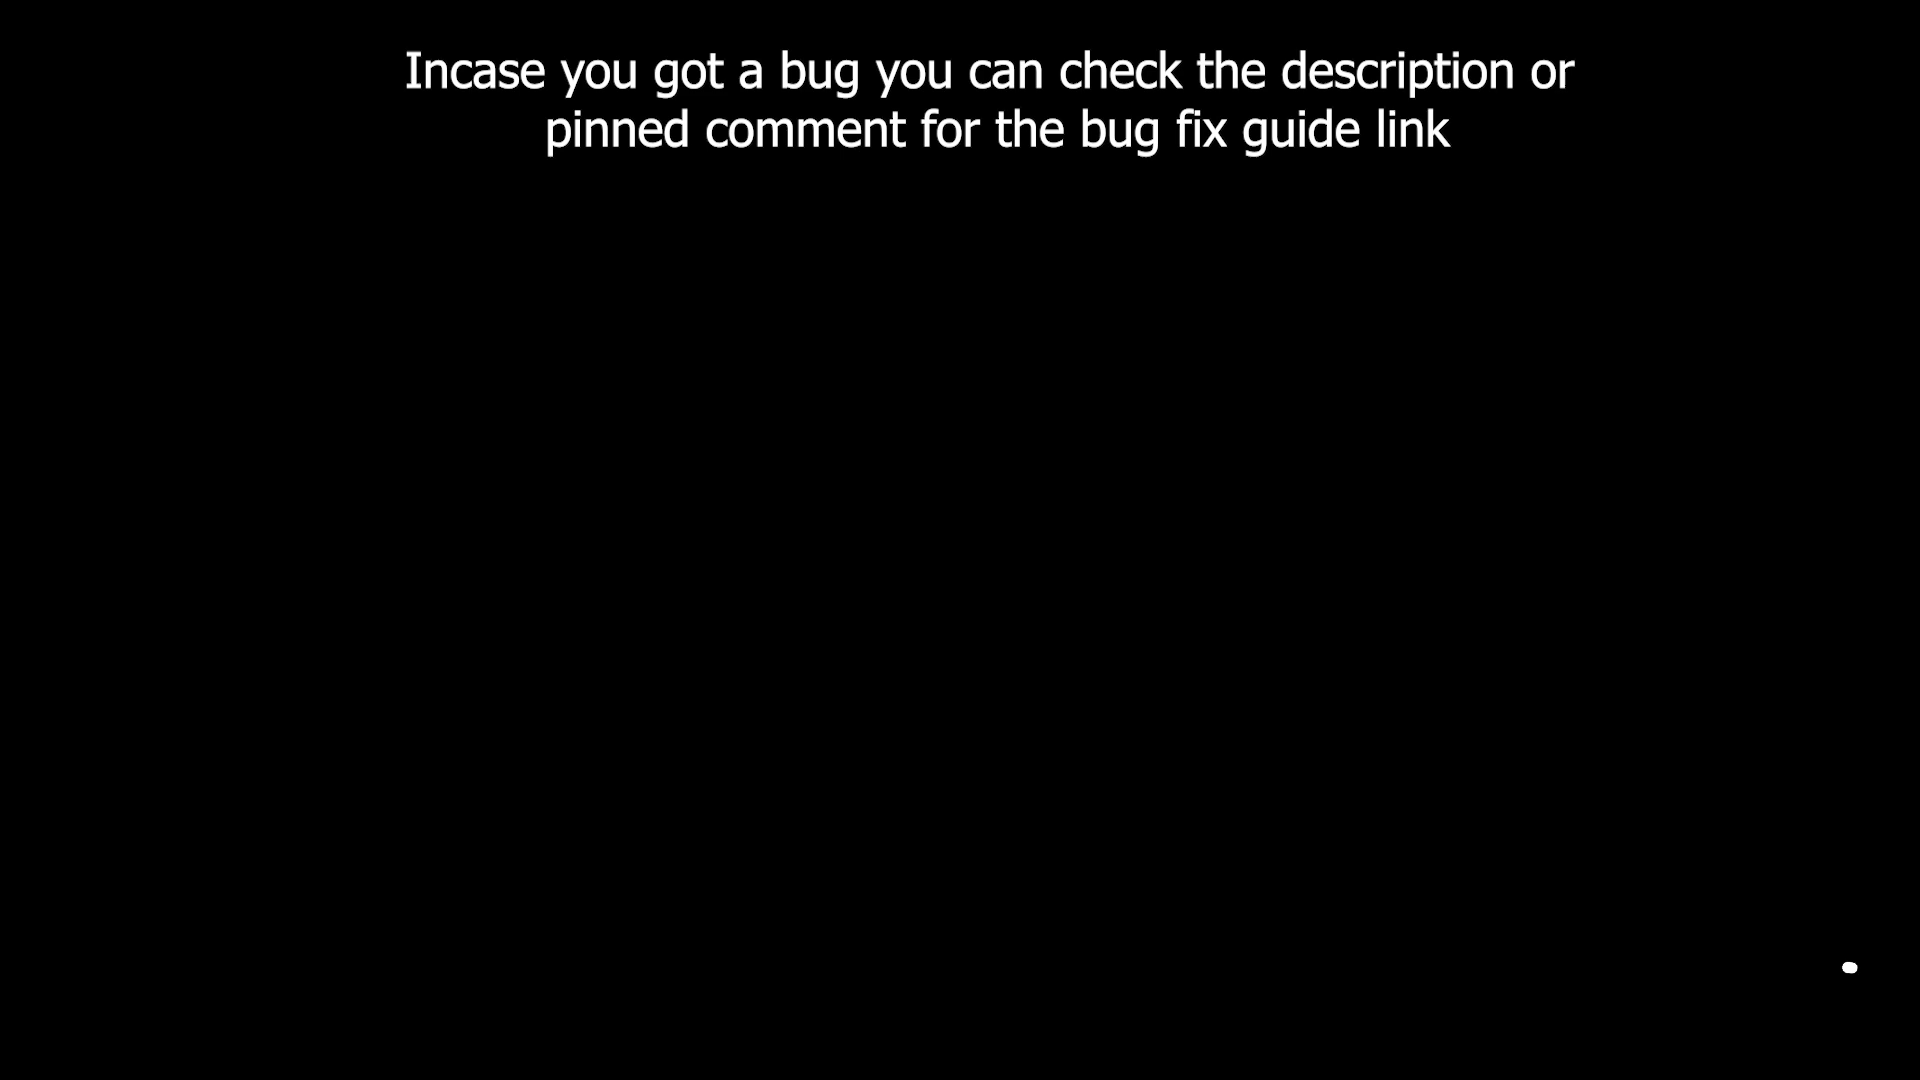 Incase you got a bug you can check the description or
pinned comment for the bug fix guide link